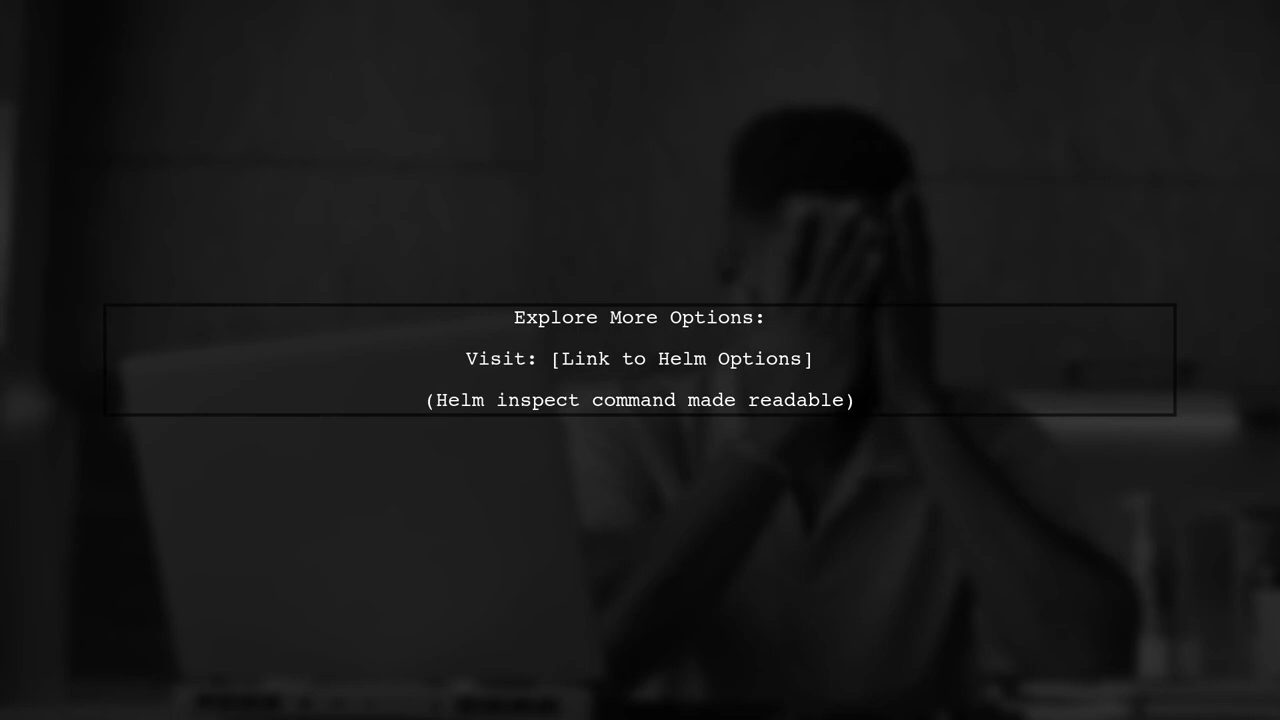 Explore More Options:
Visit: [Link to Helm Options]
(Helm inspect command made readable)